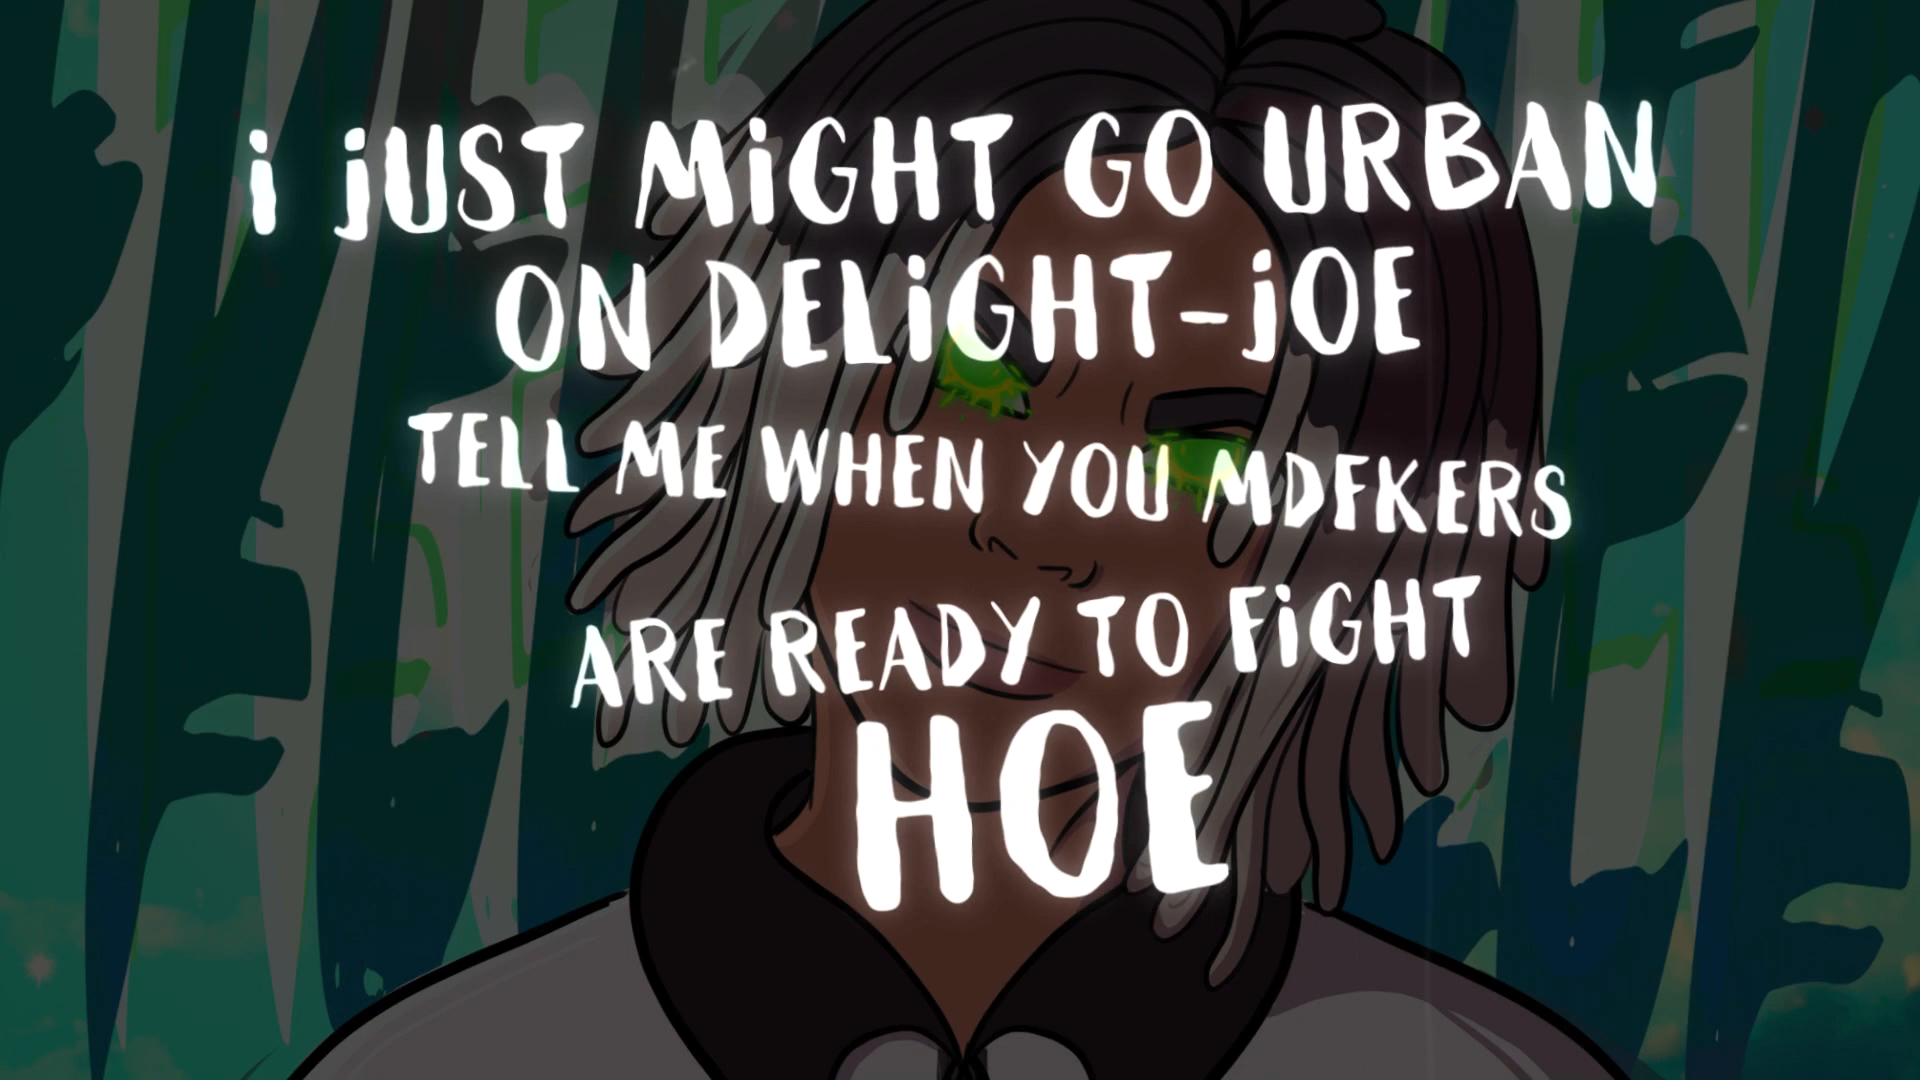 i jUST MiGHT GO URBAN
ON DELiGHT-jOE
TELL ME WHEN YOU MDFKERS
ARE READY TO FiGHT
HOE